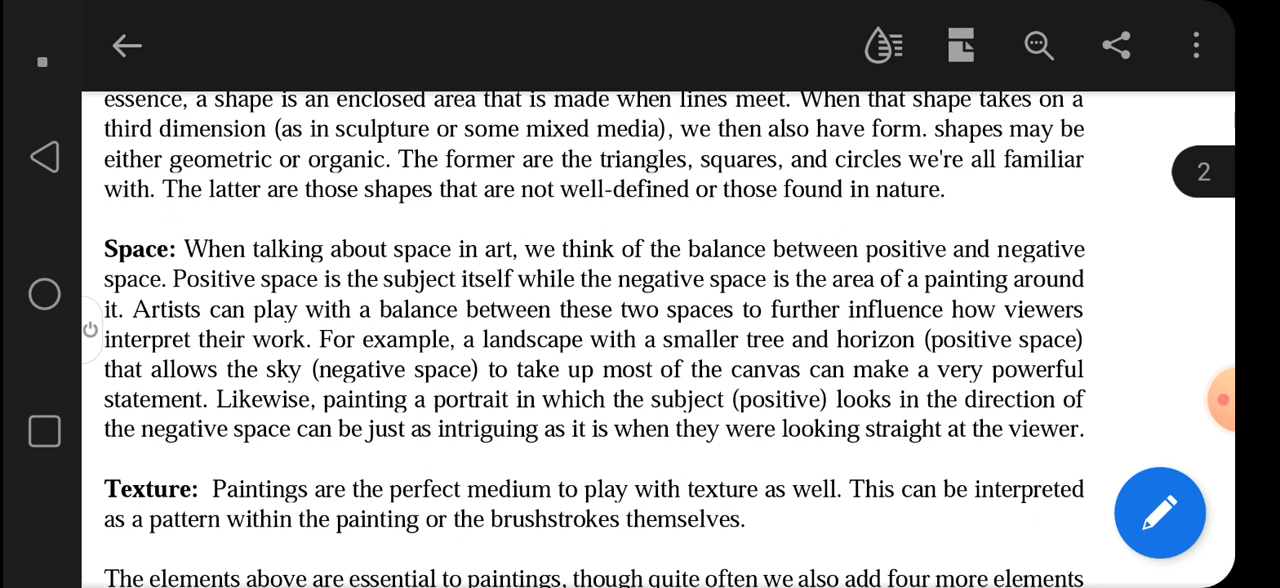 essence, a shape is an enclosed area that is made when lines meet. When that shape takes on a
third dimension (as in sculpture or some mixed media), we then also have form. shapes may be
either geometric or organic. The former are the triangles, squares, and circles we're all familiar
with. The latter are those shapes that are not well-defined or those found in nature.
2
Space: When talking about space in art, we think of the balance between positive and negative
space. Positive space is the subject itself while the negative space is the area of a painting around
it. Artists can play with a balance between these two spaces to further influence how viewers
interpret their work. For example, a landscape with a smaller tree and horizon (positive space)
that allows the sky (negative space) to take up most of the canvas can make a very powerful
statement. Likewise, painting a portrait in which the subject (positive) looks in the direction of
the negative space can be just as intriguing as it is when they were looking straight at the viewer.
Texture: Paintings are the perfect medium to play with texture as well. This can be interpreted
as a pattern within the painting or the brushstrokes themselves.
The elements above are essential to paintings, though quite often we also add four more elements